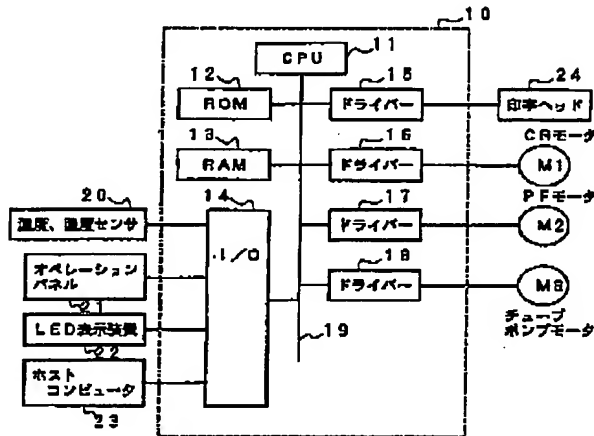 10
11
CPU
12
ROM
15
ドライバー
24
印字ヘッド
13
RAM
16
ドライバー
CRモータ
M1
20
温度、湿度センサ
14
I/O
17
ドライバー
PFモータ
M2
オペレーション
パネル
21
18
ドライバー
M3
チューブ
ポンプモータ
LED表示装置
22
19
ホスト
コンピュータ
23